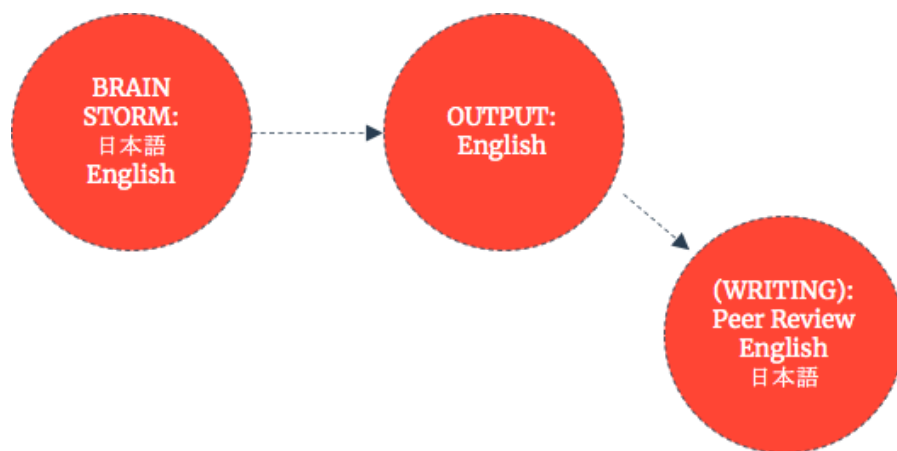 BRAIN
STORM:
日本語
English
OUTPUT:
English
(WRITING):
Peer Review
English
日本語